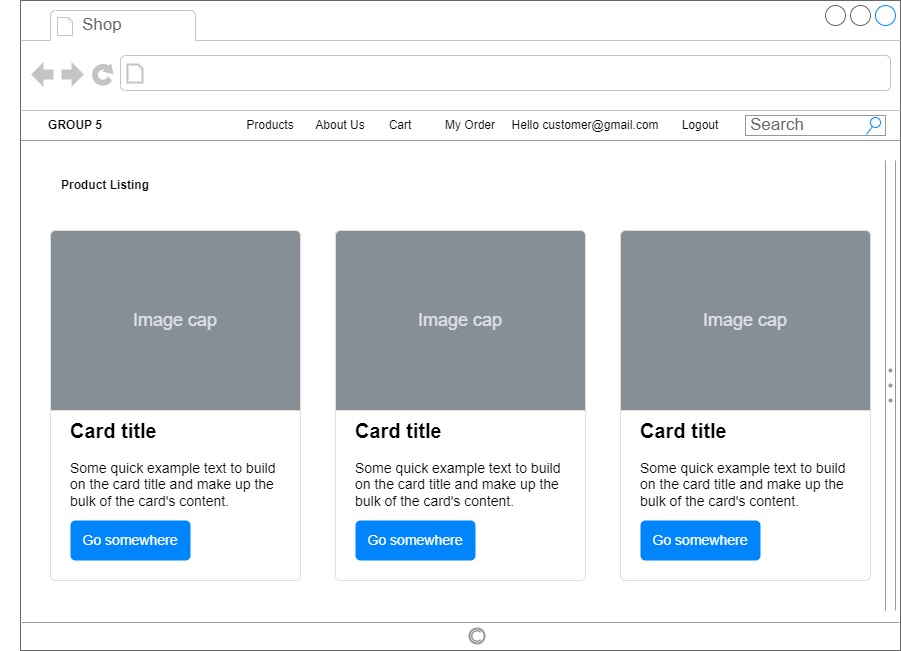 Shop
GROUP 5 Products About Us Cart My Order Hello customer@gmail.com Logout Search
Product Listing
Image cap Image cap Image cap
Card title Card title Card title
Some quick example text to build Some quick example text to build Some quick example text to build
on the card title and make up the on the card title and make up the on the card title and make up the
bulk of the card's content. bulk of the card's content. bulk of the card's content.
Go somewhere Go somewhere Go somewhere